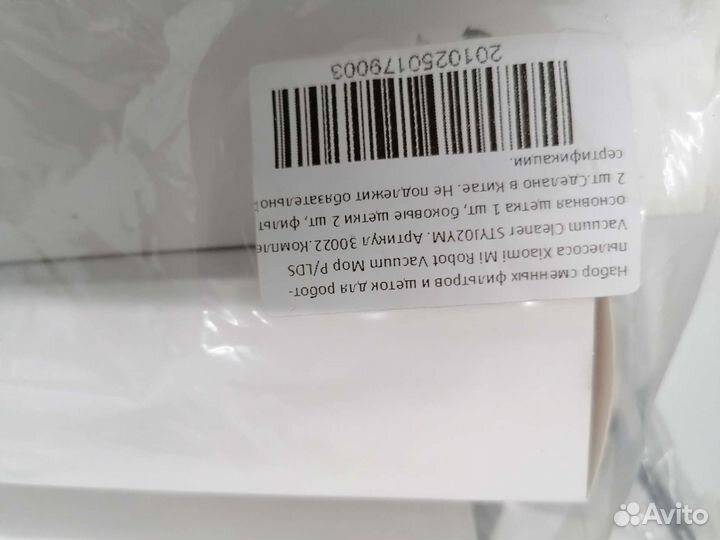 Набор сменных фильтров и щеток для робот-
пылесоса Xiaomi Mi Robot Vacuum Mop P/LDS
Vacuum Cleaner STYJ02YM. Артикул 30022.Компле
основная щетка 1 шт, боковые щетки 2 шт, фильт
2 шт.Сделано в Китае. Не подлежит обязательно
сертификации.
2010250179003
Avito